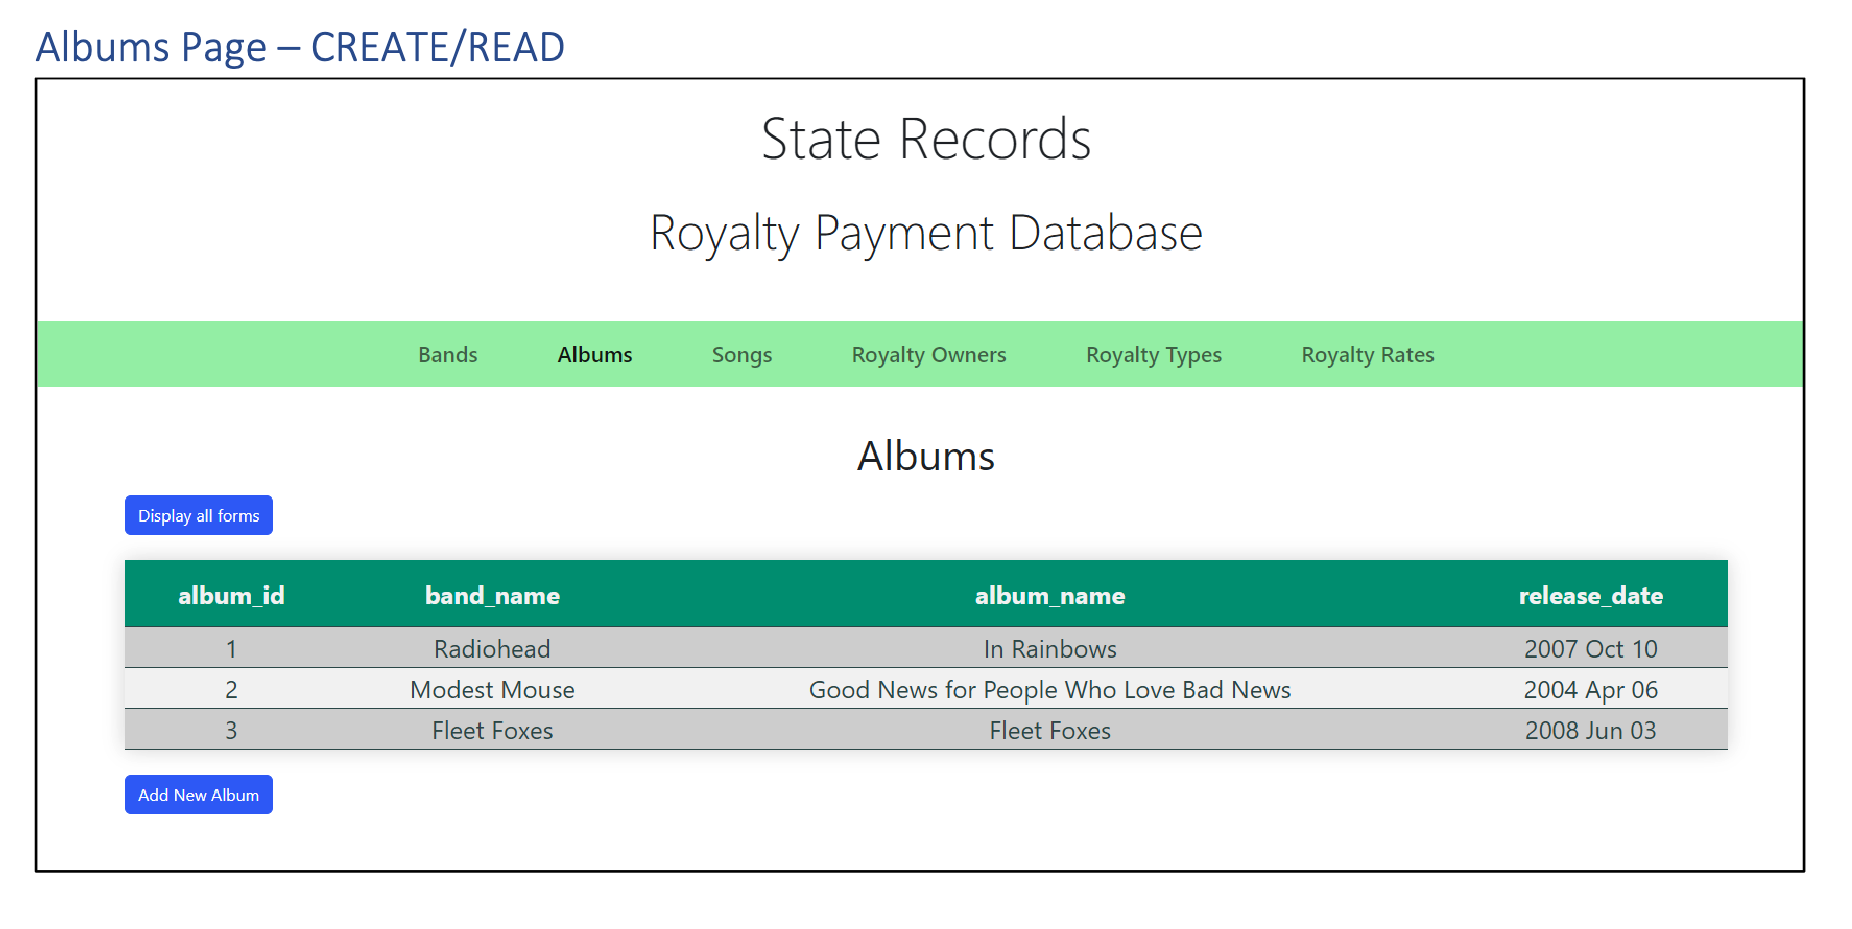 Albums Page – CREATE/READ
State Records
Royalty Payment Database
Bands Albums Songs Royalty Owners Royalty Types Royalty Rates
Albums
Display all forms
album_id band_name album_name release_date
1 Radiohead In Rainbows 2007 Oct 10
2 Modest Mouse Good News for People Who Love Bad News 2004 Apr 06
3 Fleet Foxes Fleet Foxes 2008 Jun 03
Add New Album